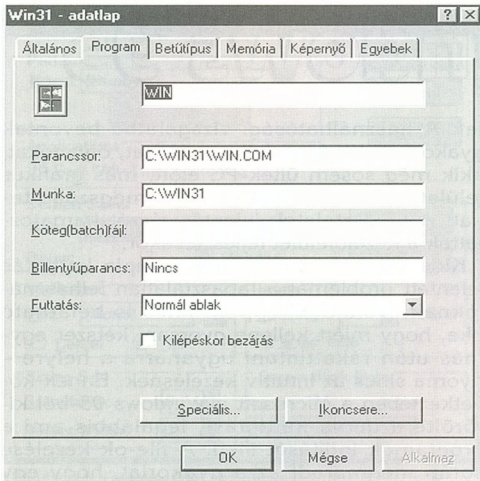 Win31 - adatlap
Általános Program Betűtípus Memória Képernyő Egyebek
WIN
Parancssor: C:\WIN31\WIN.COM
Munka: C:\WIN31
Köteg(batch)fájl:
Billentyűparancs: Nincs
Futtatás: Normál ablak
Kilépéskor bezárás
Speciális... Ikoncsere...
OK Mégse Alkalmaz